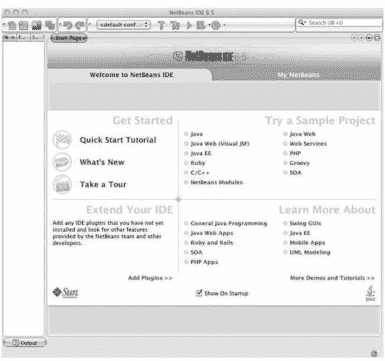 NetBeans IDE 6.5
<default conf...
Search (⌘+I)
Start Page
NetBeans IDE 6.5
Welcome to NetBeans IDE
My NetBeans
Get Started
Quick Start Tutorial
What's New
Take a Tour
Try a Sample Project
Java
Java Web (Visual JSF)
Java EE
Ruby
C/C++
NetBeans Modules
Java Web
Web Services
PHP
Groovy
SOA
Extend Your IDE
Add any IDE plugins that you have not yet
installed and look for other features
provided by the NetBeans team and other
developers.
Add Plugins >>
General Java Programming
Java Web Apps
Ruby and Rails
SOA
PHP Apps
Learn More About
Swing GUIs
Java EE
Mobile Apps
UML Modeling
More Demos and Tutorials >>
Sun
Show On Startup
Java
Output